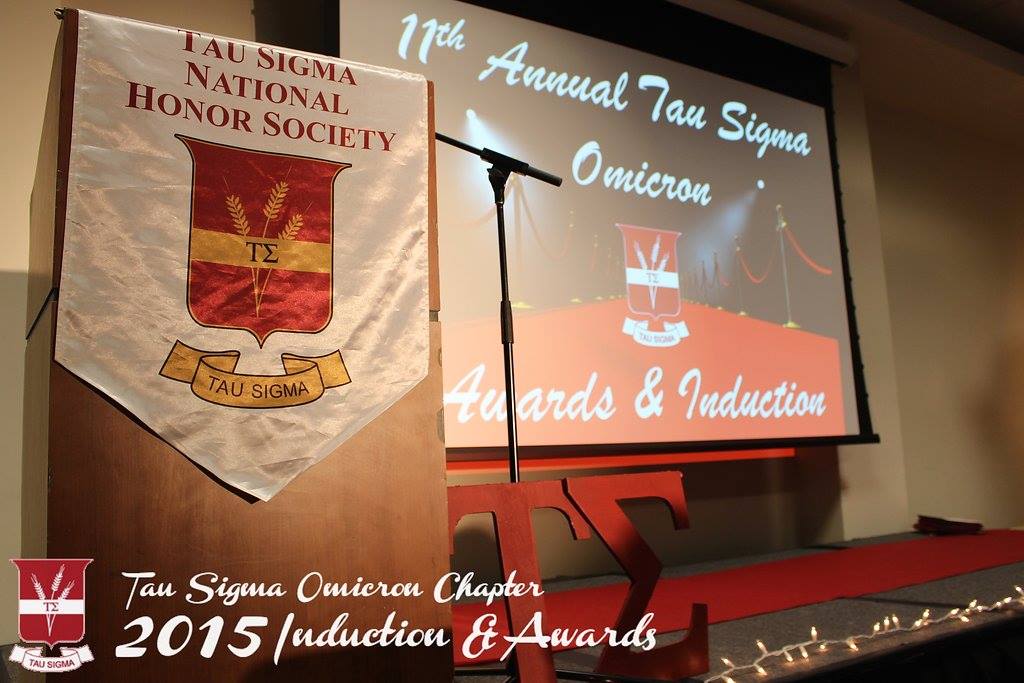 TAU SIGMA
NATIONAL
HONOR SOCIETY
ΤΣ
TAU SIGMA
11th Annual Tau Sigma
Omicron
ΤΣ
TAU SIGMA
Awards & Induction
ΤΣ
ΤΣ
TAU SIGMA
Tau Sigma Omicron Chapter
2015 Induction & Awards